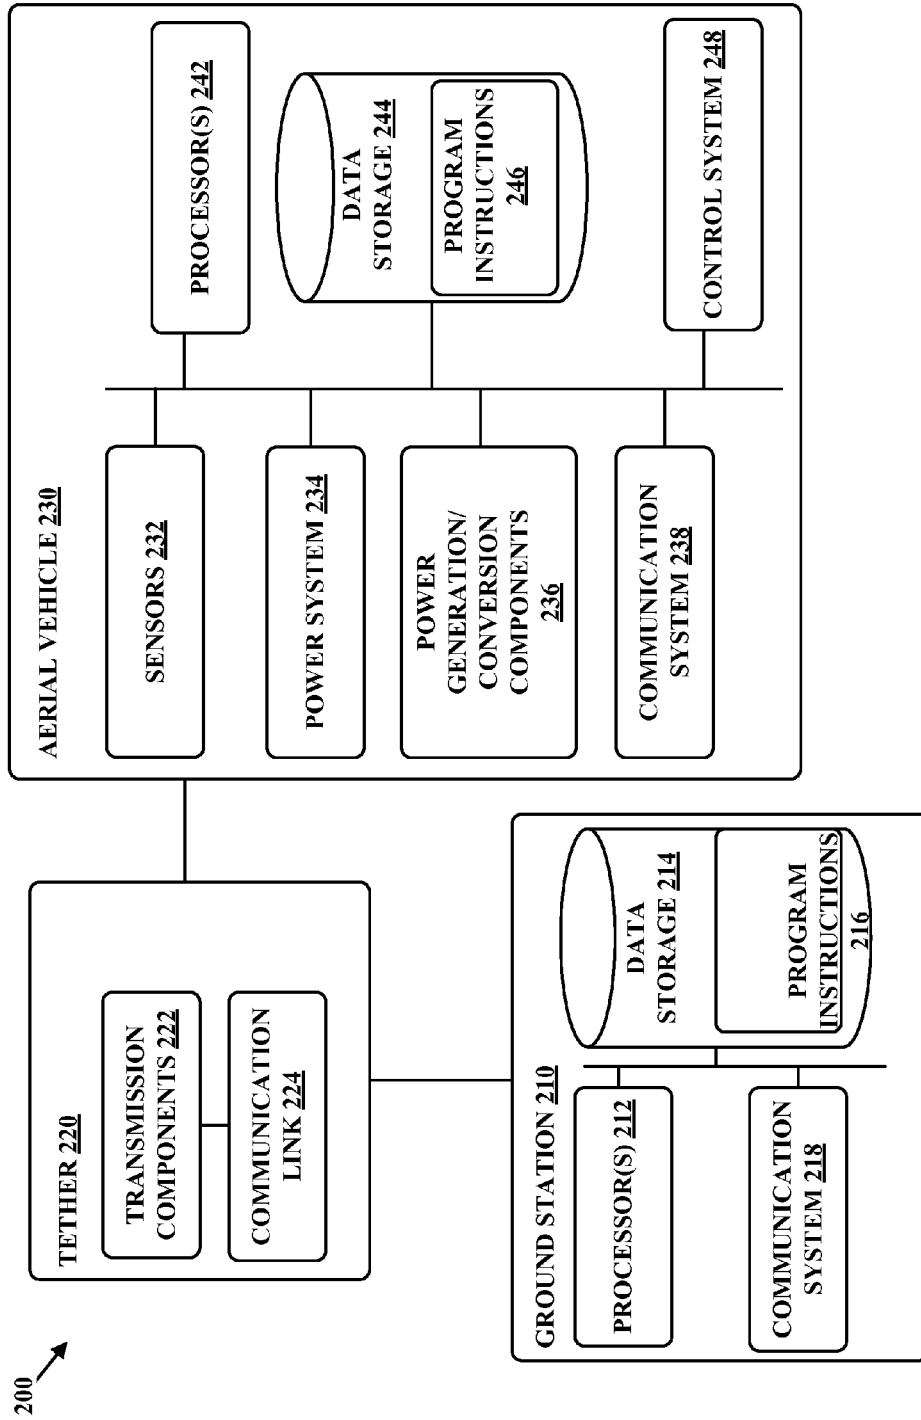 200
TETHER 220
TRANSMISSION
COMPONENTS 222
COMMUNICATION
LINK 224
GROUND STATION 210
PROCESSOR(S) 212
COMMUNICATION
SYSTEM 218
DATA
STORAGE 214
PROGRAM
INSTRUCTIONS
216
AERIAL VEHICLE 230
SENSORS 232
POWER SYSTEM 234
POWER
GENERATION/
CONVERSION
COMPONENTS
236
COMMUNICATION
SYSTEM 238
PROCESSOR(S) 242
DATA
STORAGE 244
PROGRAM
INSTRUCTIONS
246
CONTROL SYSTEM 248